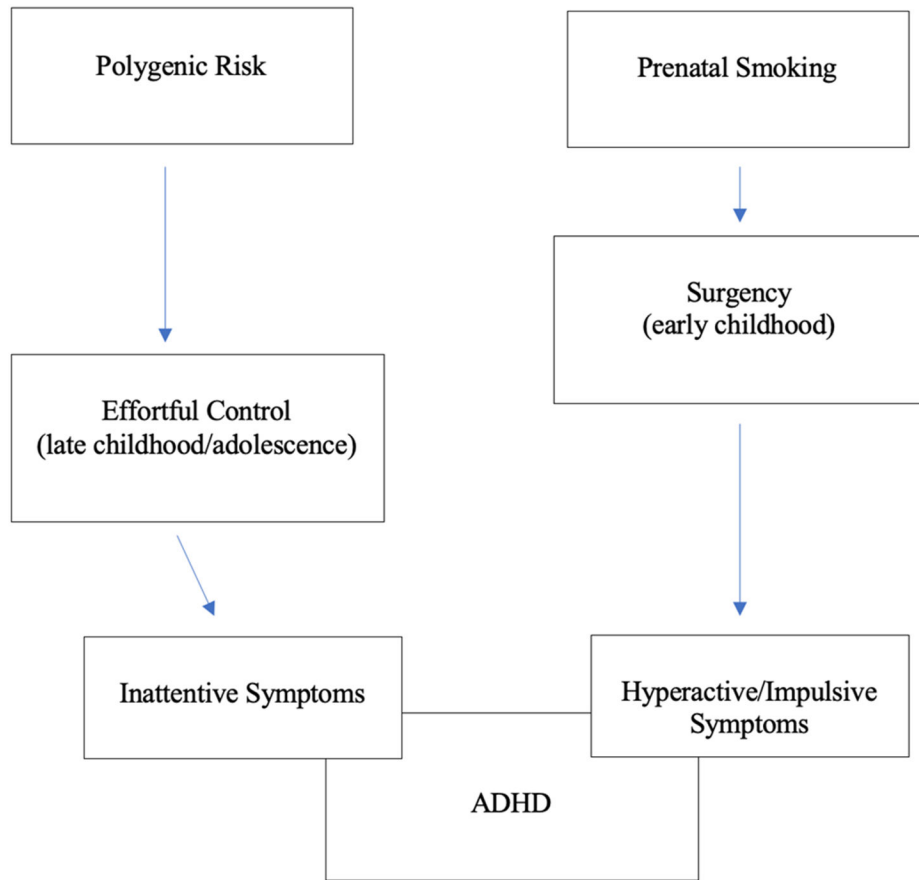 Polygenic Risk
Prenatal Smoking
Surgency
(early childhood)
Effortful Control
(late childhood/adolescence)
Inattentive Symptoms
Hyperactive/Impulsive
Symptoms
ADHD